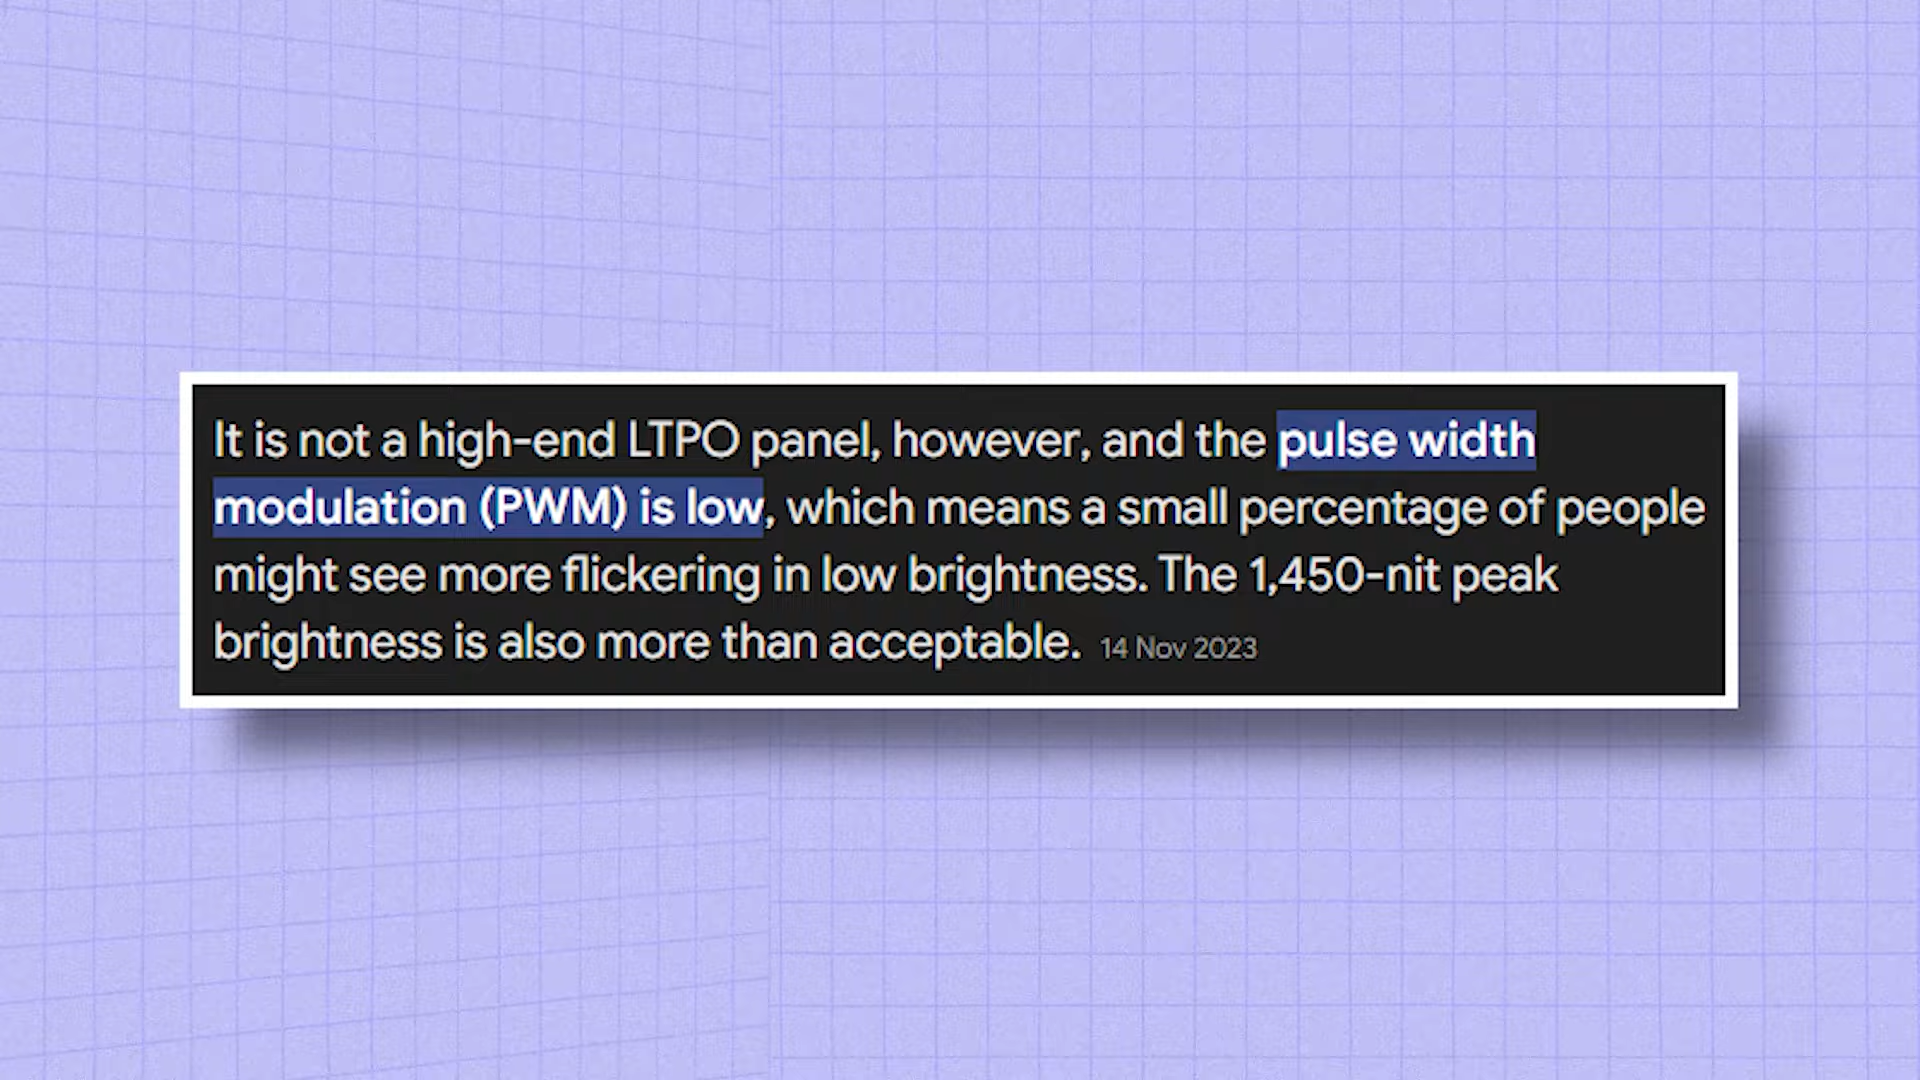 It is not a high-end LTPO panel, however, and the pulse width
modulation (PWM) is low, which means a small percentage of people
might see more flickering in low brightness. The 1,450-nit peak
brightness is also more than acceptable. 14 Nov 2023